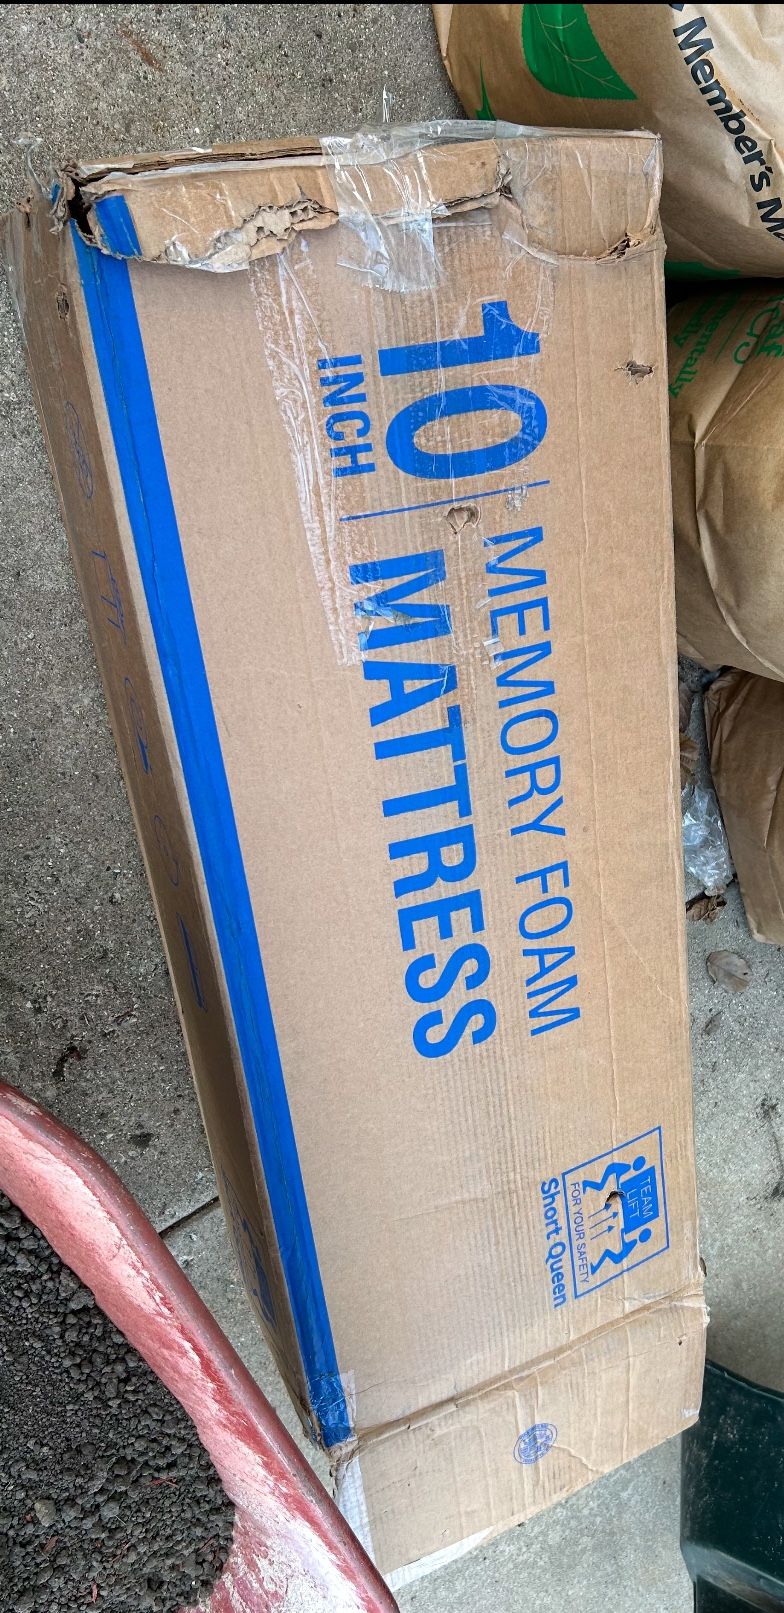 10
INCH
MEMORY FOAM
MATTRESS
TEAM
LIFT
FOR YOUR SAFETY
Short Queen
Member's